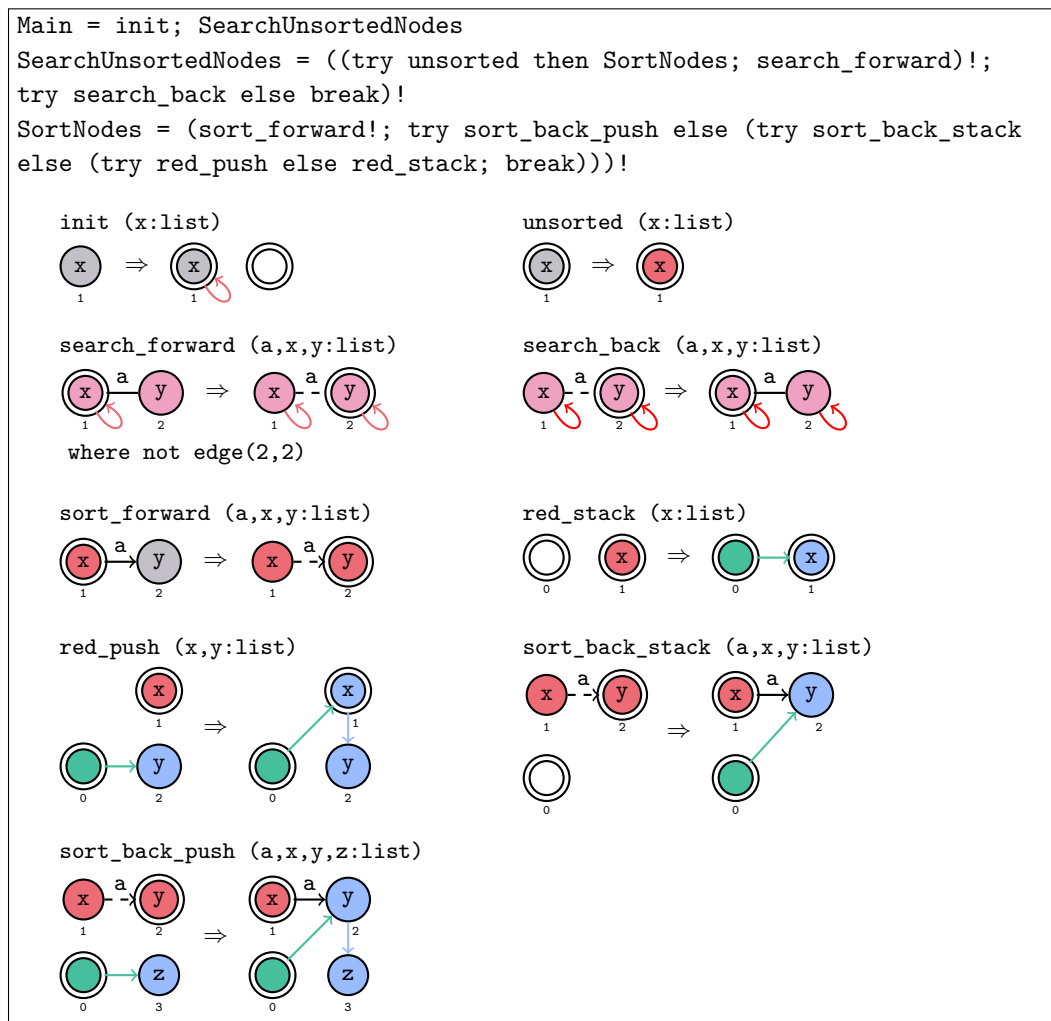 Main = init; SearchUnsortedNodes
SearchUnsortedNodes = ((try unsorted then SortNodes; search_forward)!;
try search_back else break)!
SortNodes = (sort_forward!; try sort_back_push else (try sort_back_stack
else (try red_push else red_stack; break)))!
init (x:list)
x ⇒ x
1 1
unsorted (x:list)
x ⇒ x
1 1
search_forward (a,x,y:list)
x a y ⇒ x a y
1 2 1 2
where not edge(2,2)
search_back (a,x,y:list)
x a y ⇒ x a y
1 2 1 2
sort_forward (a,x,y:list)
x a y ⇒ x a y
1 2 1 2
red_stack (x:list)
x ⇒ x
0 1 0 1
red_push (x,y:list)
x x
1 ⇒ 1
y y
0 2 0 2
sort_back_stack (a,x,y:list)
x a y x a y
1 2 ⇒ 1 2
0 0
sort_back_push (a,x,y,z:list)
x a y x a y
1 2 ⇒ 1 2
z z
0 3 0 3